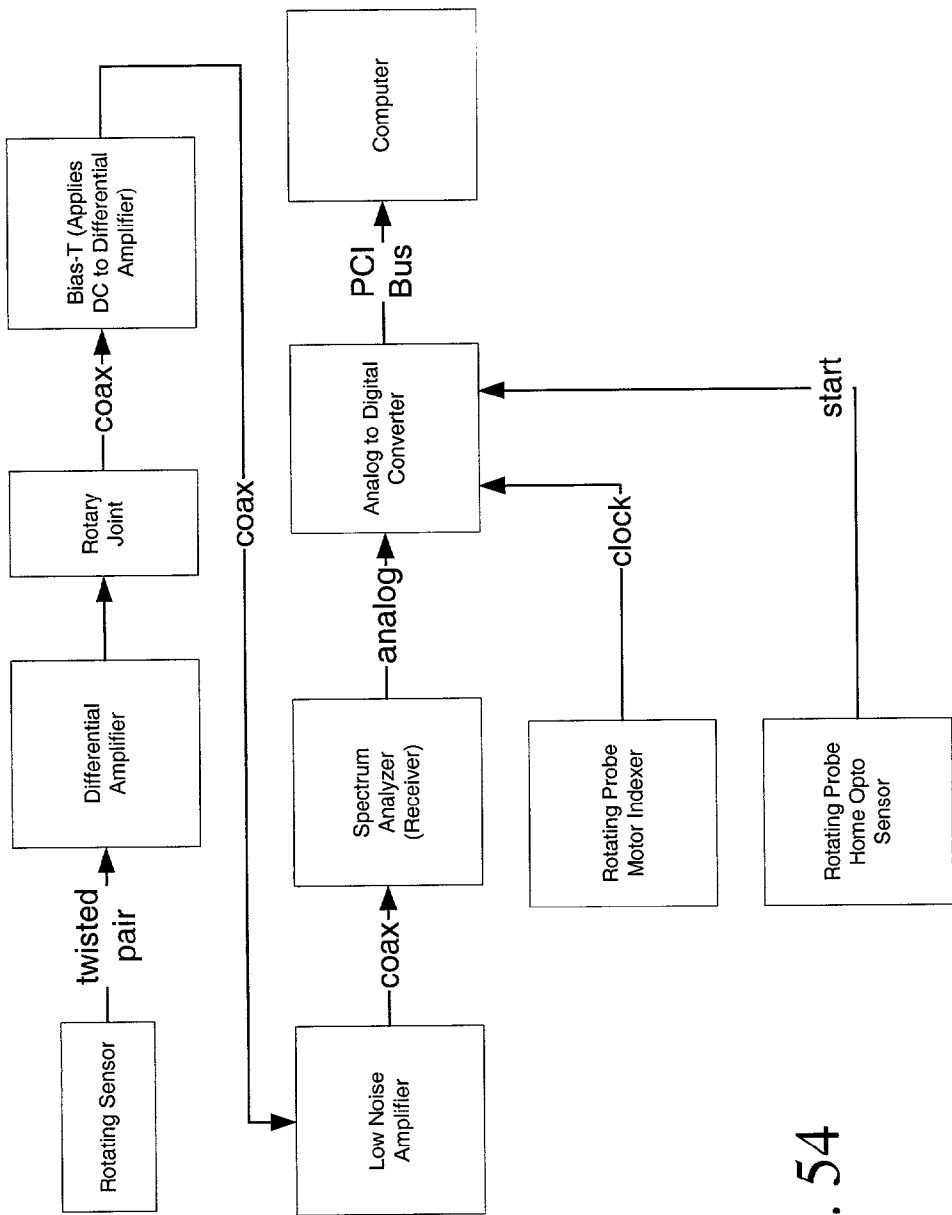 Rotating Sensor
twisted
pair
Differential
Amplifier
Rotary
Joint
coax
Bias-T (Applies
DC to Differential
Amplifier)
coax
Low Noise
Amplifier
coax
Spectrum
Analyzer
(Receiver)
analog
Analog to Digital
Converter
PCI
Bus
Computer
Rotating Probe
Motor Indexer
clock
Rotating Probe
Home Opto
Sensor
start
. 54